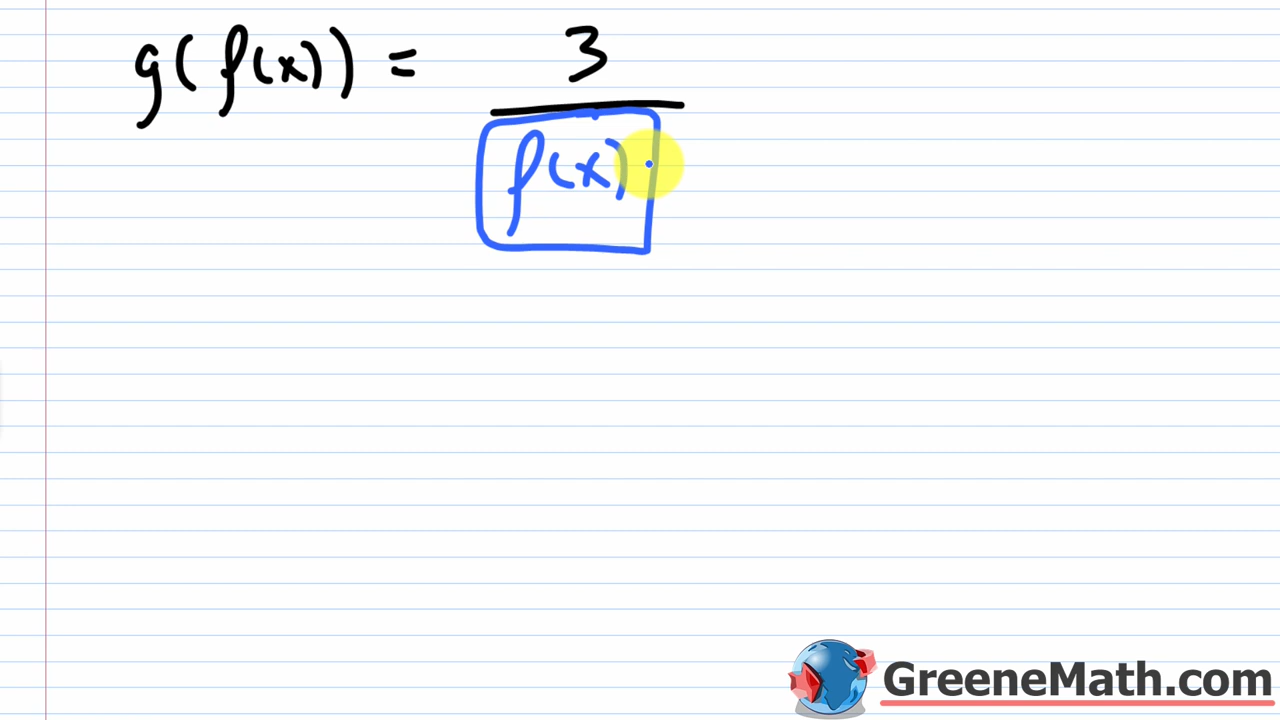 g(f(x)) = 3
f(x)
GreeneMath.com